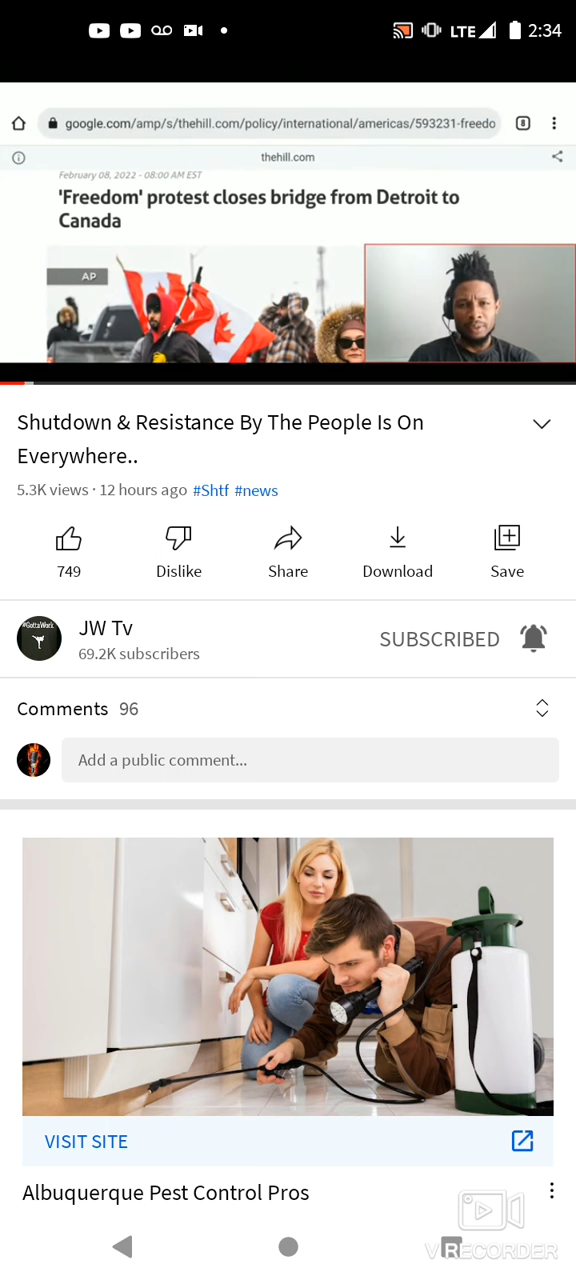 LTE 2:34
google.com/amp/s/thehill.com/policy/international/americas/593231-freedo
8
thehill.com
February 08, 2022 - 08:00 AM EST
'Freedom' protest closes bridge from Detroit to
Canada
AP
Shutdown & Resistance By The People Is On
Everywhere..
5.3K views · 12 hours ago #Shtf #news
749 Dislike Share Download Save
#GottaWork
JW Tv
69.2K subscribers
SUBSCRIBED
Comments 96
Add a public comment...
VISIT SITE
Albuquerque Pest Control Pros
VRECORDER